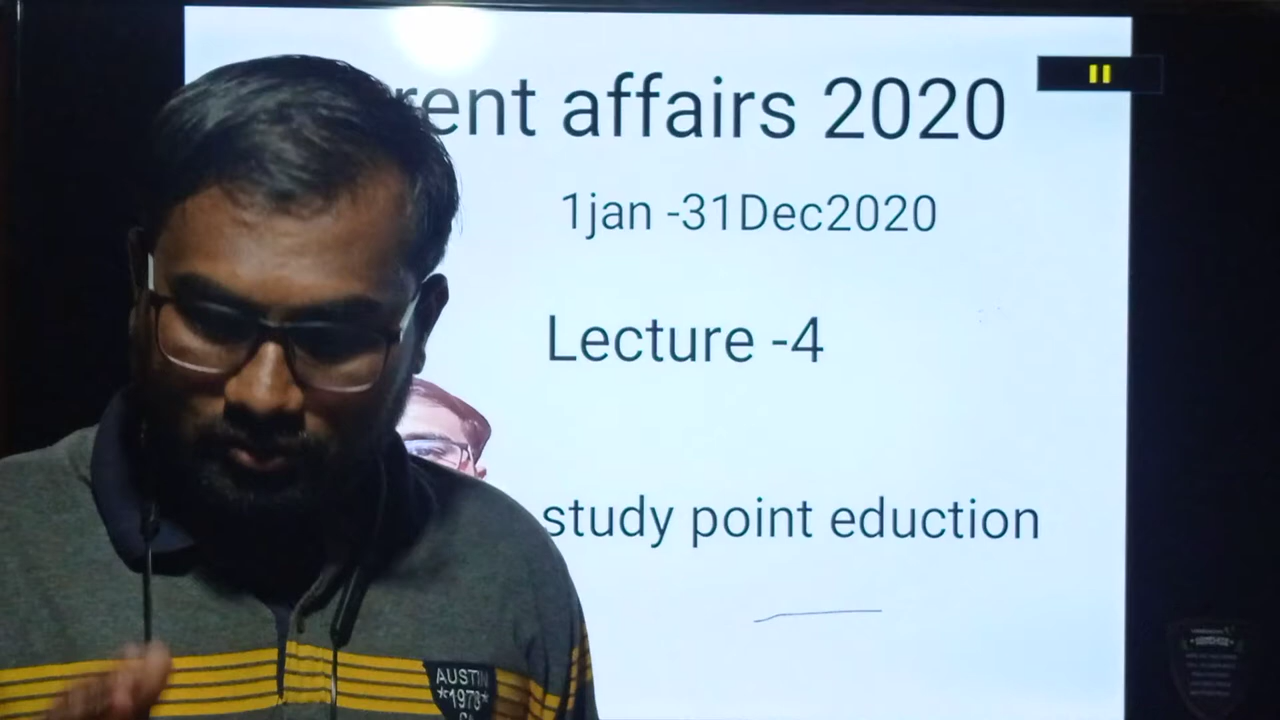 rent affairs 2020
1jan -31Dec2020
Lecture -4
study point eduction
AUSTIN
*1978*